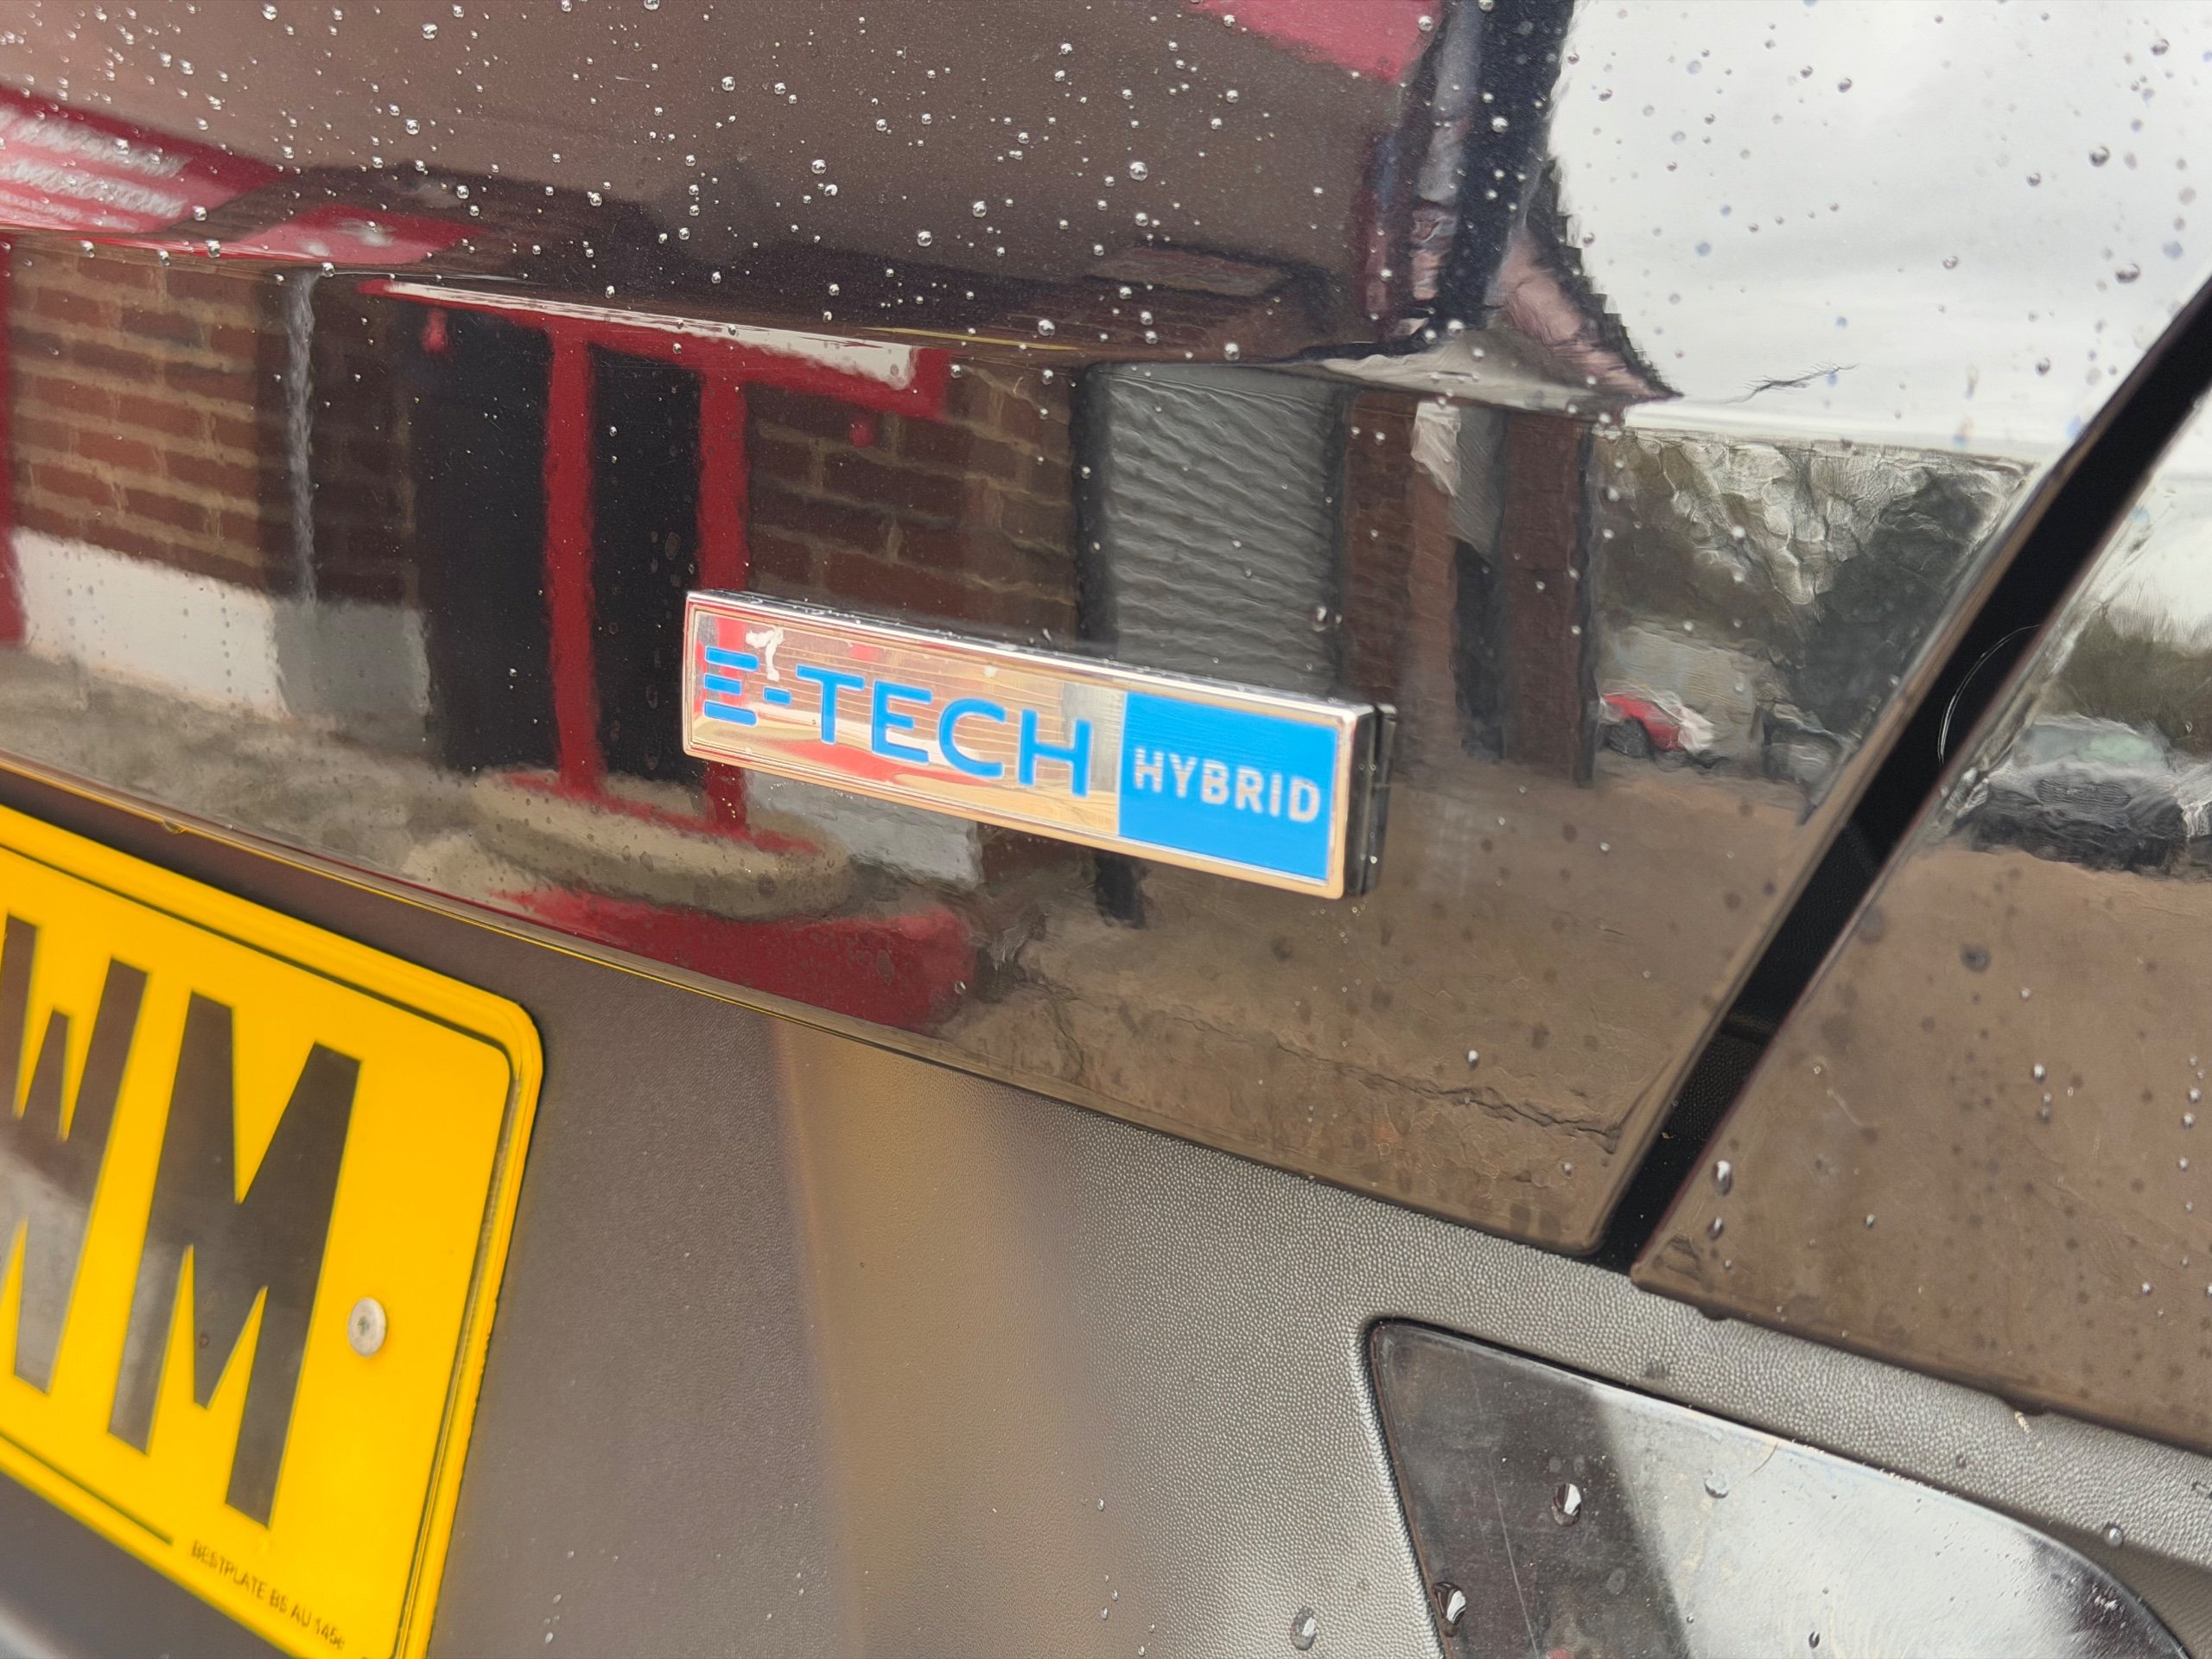 E-TECH HYBRID
WM
BESTPLATE BS AU 145e